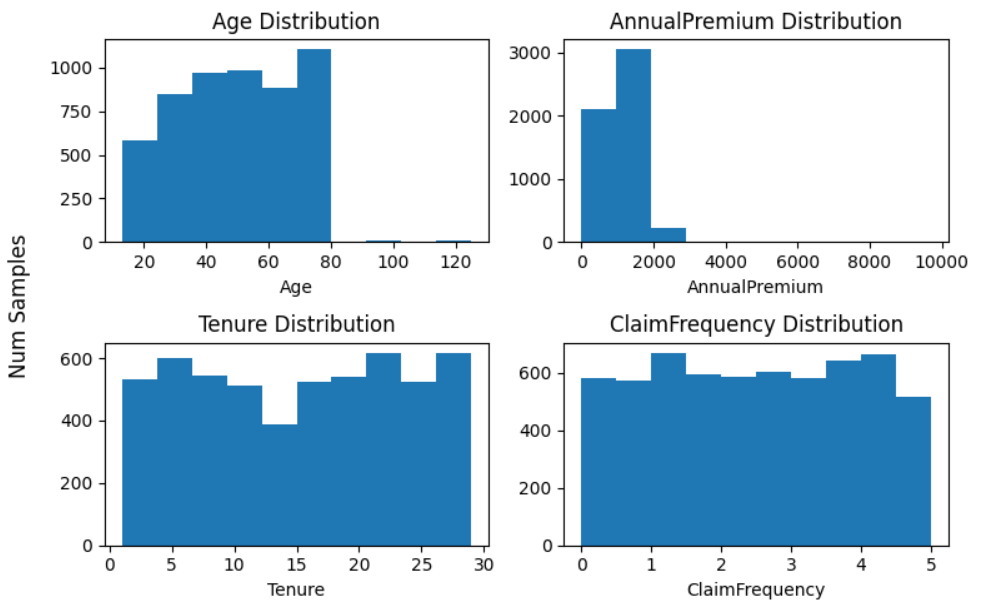 Num Samples
Age Distribution
1000
750
500
250
0
20 40 60 80 100 120
Age
AnnualPremium Distribution
3000
2000
1000
0
0 2000 4000 6000 8000 10000
AnnualPremium
Tenure Distribution
600
400
200
0
0 5 10 15 20 25 30
Tenure
ClaimFrequency Distribution
600
400
200
0
0 1 2 3 4 5
ClaimFrequency